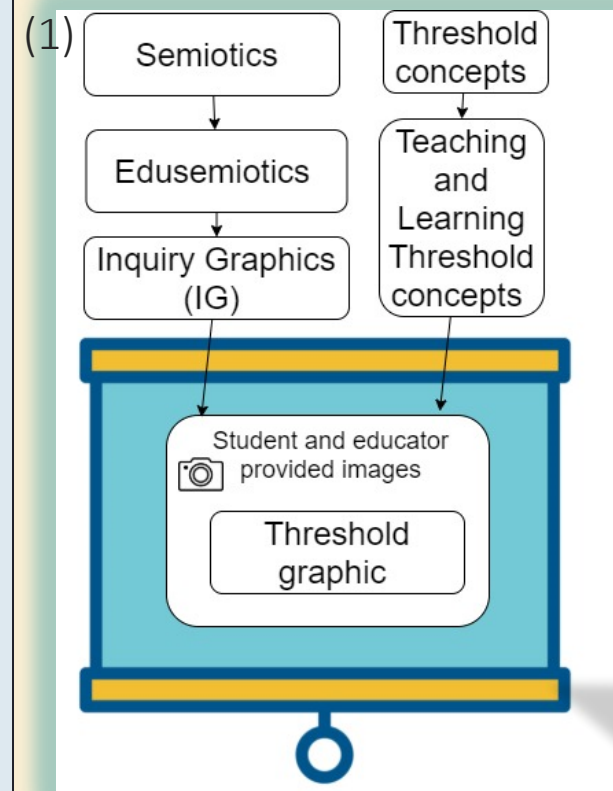 (1)
Semiotics
Edusemiotics
Inquiry Graphics
(IG)
Threshold
concepts
Teaching
and
Learning
Threshold
concepts
Student and educator
provided images
Threshold
graphic